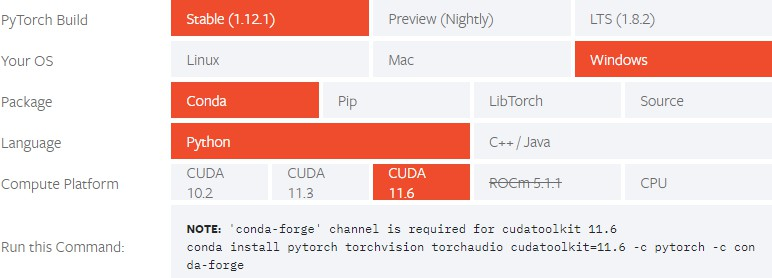 PyTorch Build Stable (1.12.1) Preview (Nightly) LTS (1.8.2)
Your OS Linux Mac Windows
Package Conda Pip LibTorch Source
Language Python C++ / Java
Compute Platform CUDA 10.2 CUDA 11.3 CUDA 11.6 ROCm 5.1.1 CPU
Run this Command:
NOTE: 'conda-forge' channel is required for cudatoolkit 11.6
conda install pytorch torchvision torchaudio cudatoolkit=11.6 -c pytorch -c con
da-forge